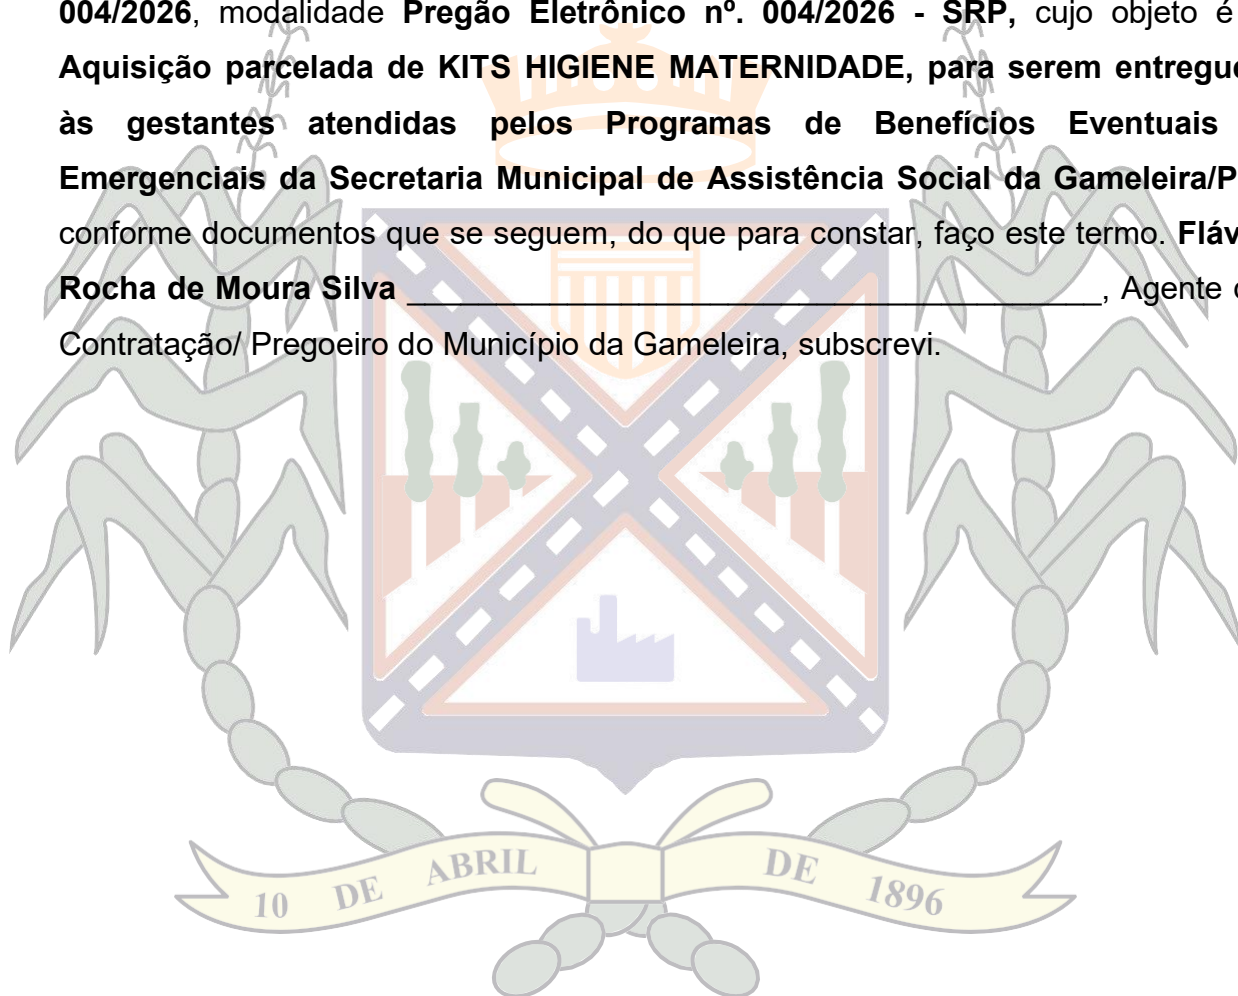 004/2026, modalidade Pregão Eletrônico nº. 004/2026 - SRP, cujo objeto é
Aquisição parcelada de KITS HIGIENE MATERNIDADE, para serem entregue
às gestantes atendidas pelos Programas de Benefícios Eventuais
Emergenciais da Secretaria Municipal de Assistência Social da Gameleira/P
conforme documentos que se seguem, do que para constar, faço este termo. Fláv
Rocha de Moura Silva _______________________________________, Agente
Contratação/ Pregoeiro do Município da Gameleira, subscrevi.
10 DE ABRIL DE 1896